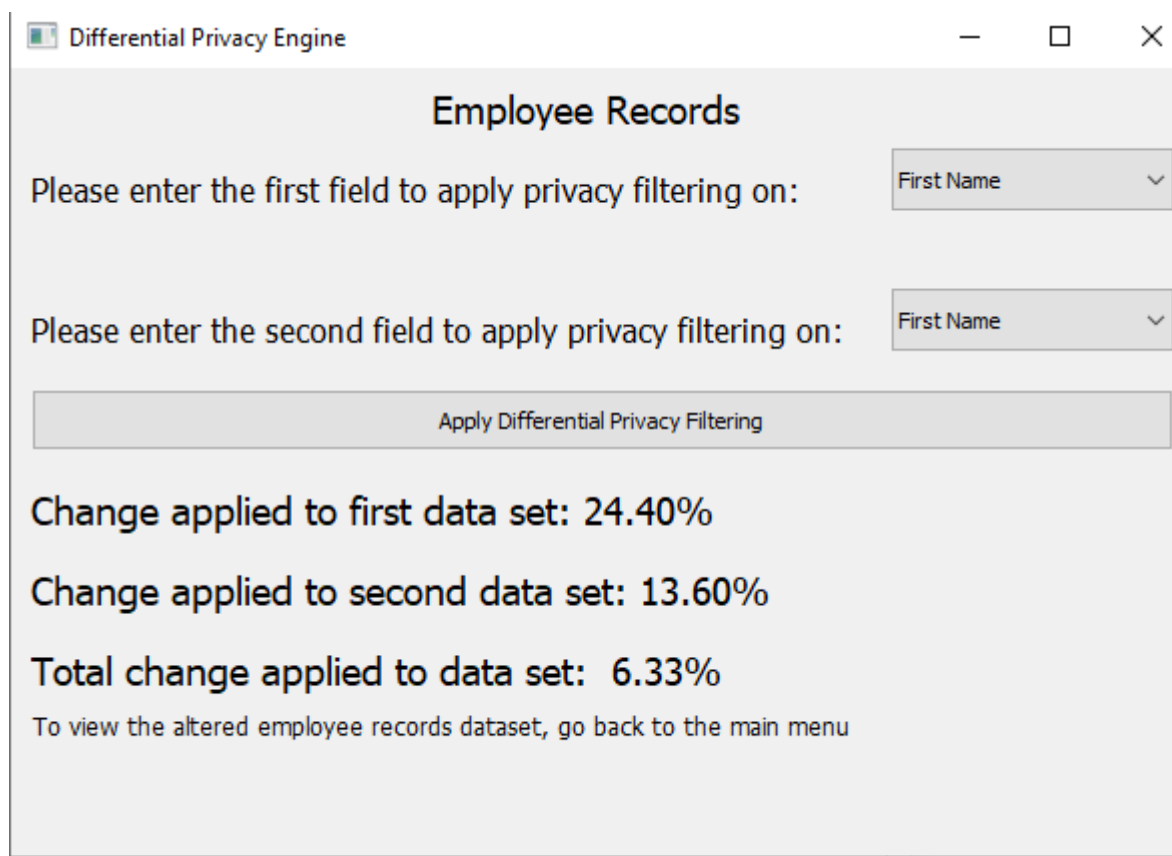 Differential Privacy Engine
Employee Records
Please enter the first field to apply privacy filtering on:
First Name
Please enter the second field to apply privacy filtering on:
First Name
Apply Differential Privacy Filtering
Change applied to first data set: 24.40%
Change applied to second data set: 13.60%
Total change applied to data set:  6.33%
To view the altered employee records dataset, go back to the main menu